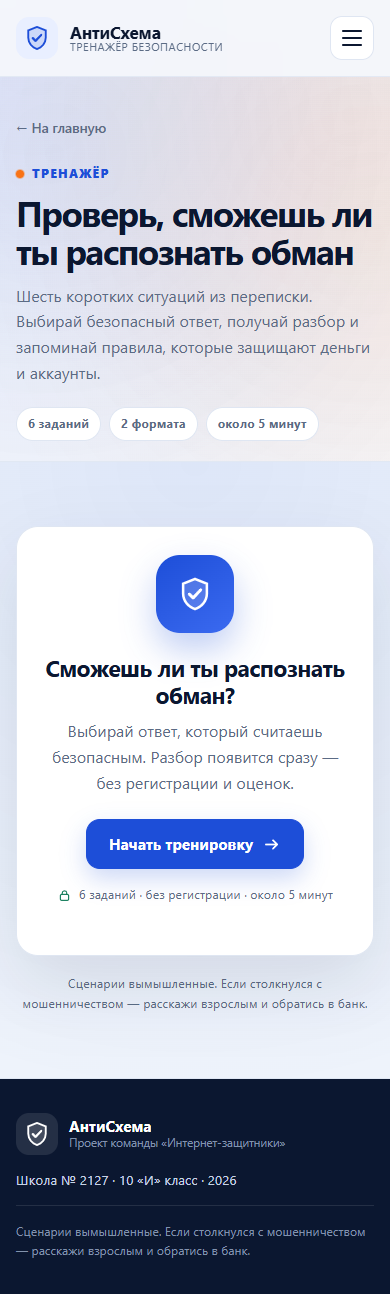 АнтиСхема
ТРЕНАЖЁР БЕЗОПАСНОСТИ
← На главную
ТРЕНАЖЁР
Проверь, сможешь ли
ты распознать обман
Шесть коротких ситуаций из переписки.
Выбирай безопасный ответ, получай разбор и
запоминай правила, которые защищают деньги
и аккаунты.
6 заданий
2 формата
около 5 минут
Сможешь ли ты распознать
обман?
Выбирай ответ, который считаешь
безопасным. Разбор появится сразу —
без регистрации и оценок.
Начать тренировку →
6 заданий · без регистрации · около 5 минут
Сценарии вымышленные. Если столкнулся с
мошенничеством — расскажи взрослым и обратись в банк.
АнтиСхема
Проект команды «Интернет-защитники»
Школа № 2127 · 10 «И» класс · 2026
Сценарии вымышленные. Если столкнулся с мошенничеством
— расскажи взрослым и обратись в банк.